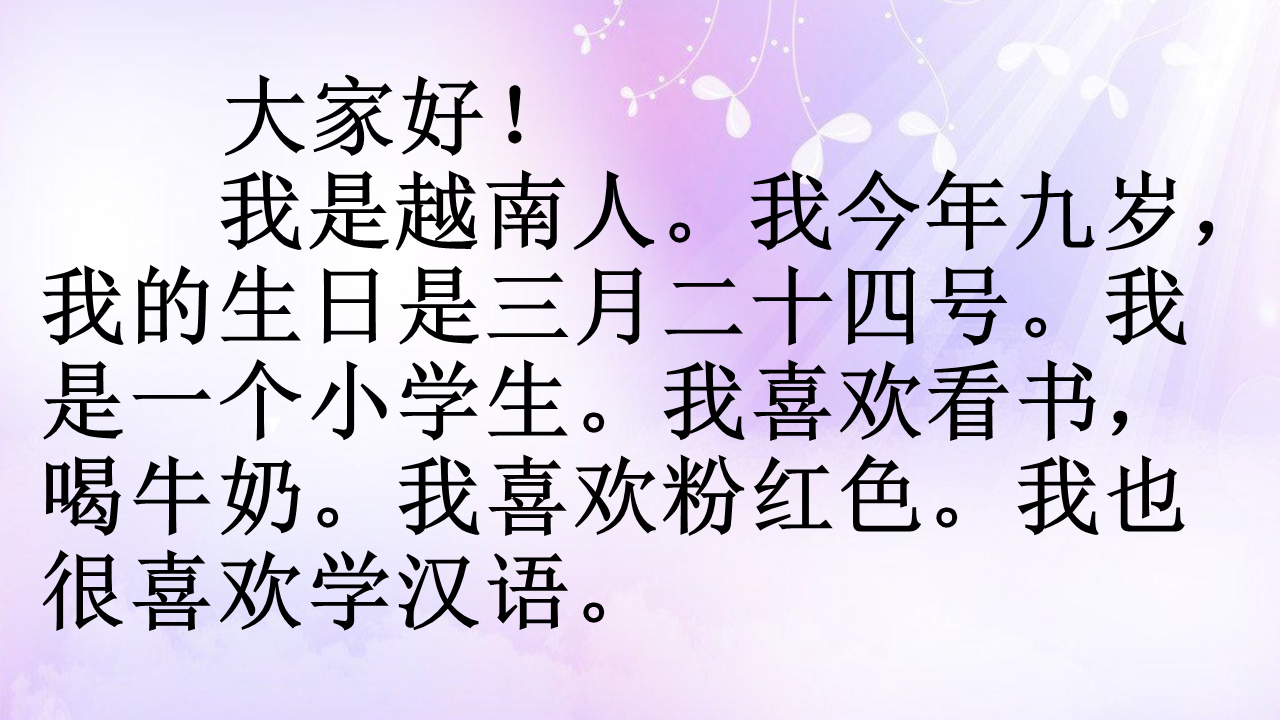 大家好！
我是越南人。我今年九岁，
我的生日是三月二十四号。我
是一个小学生。我喜欢看书，
喝牛奶。我喜欢粉红色。我也
很喜欢学汉语。